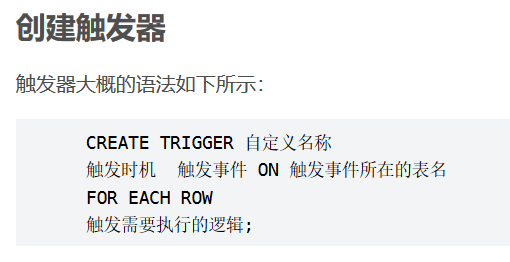 创建触发器
触发器大概的语法如下所示：
CREATE TRIGGER 自定义名称
触发时机  触发事件 ON 触发事件所在的表名
FOR EACH ROW
触发需要执行的逻辑;